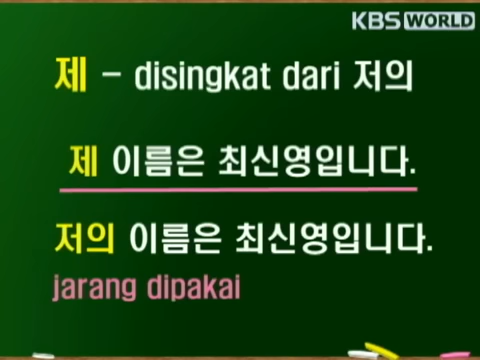 KBS WORLD
제 – disingkat dari 저의
제 이름은 최신영입니다.
저의 이름은 최신영입니다.
jarang dipakai